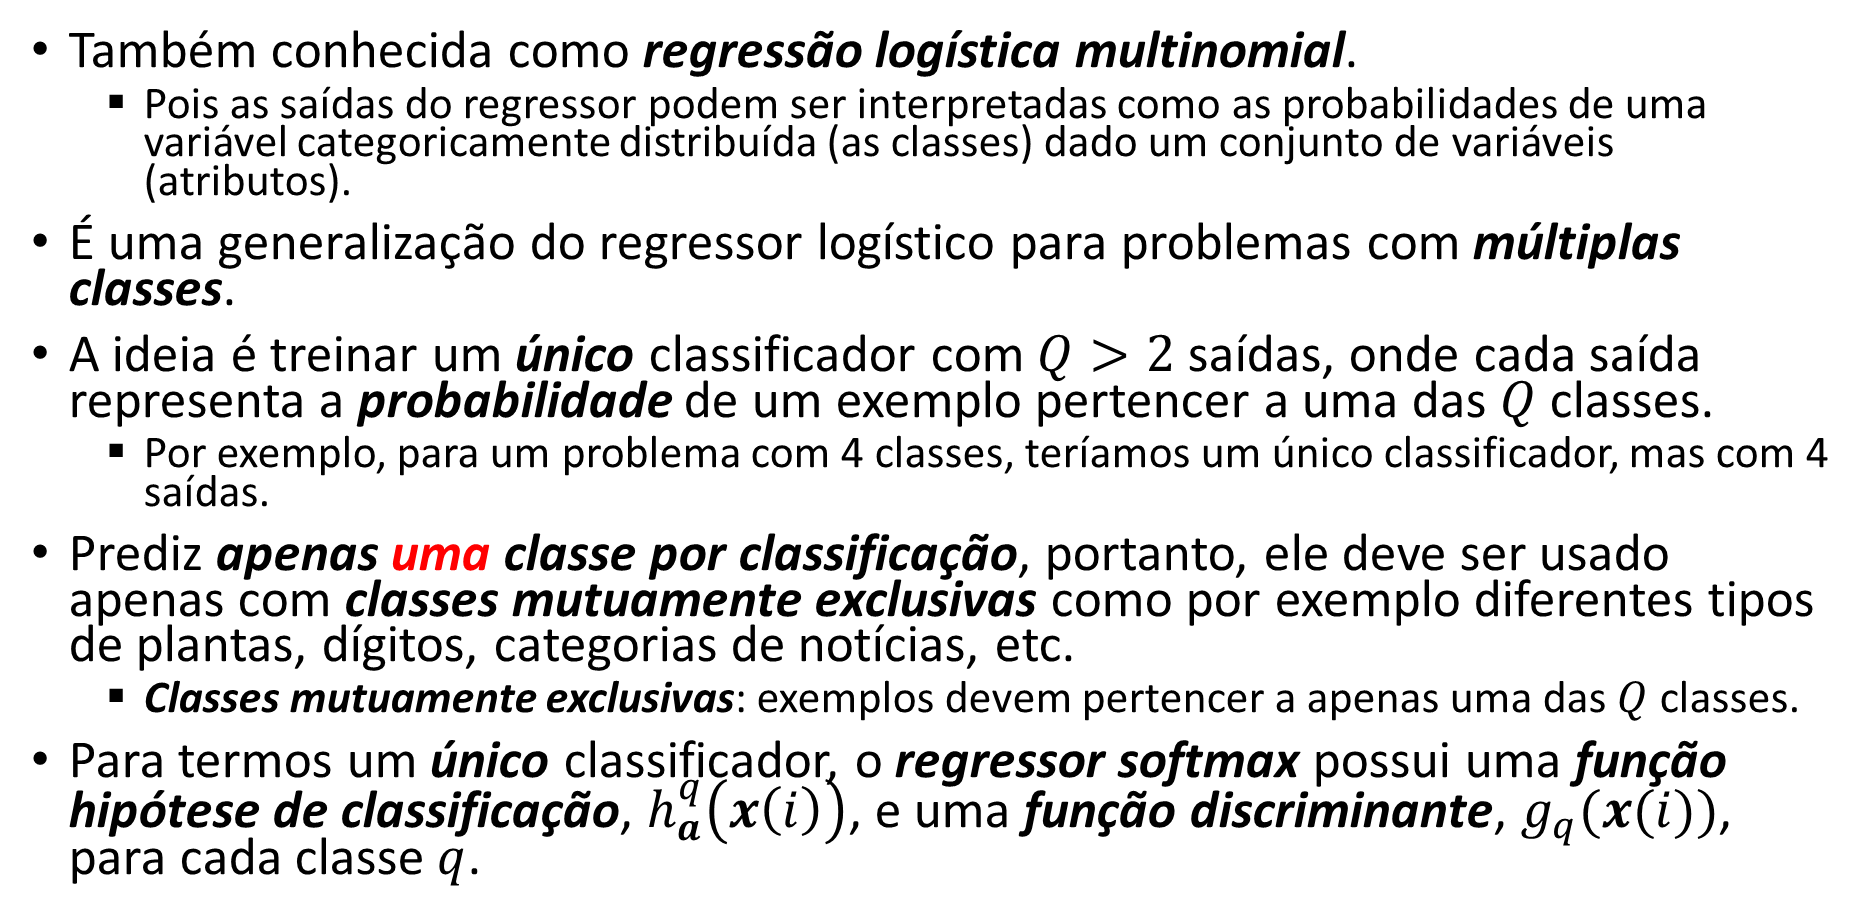 • Também conhecida como regressão logística multinomial.
▪ Pois as saídas do regressor podem ser interpretadas como as probabilidades de uma
variável categoricamente distribuída (as classes) dado um conjunto de variáveis
(atributos).
• É uma generalização do regressor logístico para problemas com múltiplas
classes.
• A ideia é treinar um único classificador com Q > 2 saídas, onde cada saída
representa a probabilidade de um exemplo pertencer a uma das Q classes.
▪ Por exemplo, para um problema com 4 classes, teríamos um único classificador, mas com 4
saídas.
• Prediz apenas uma classe por classificação, portanto, ele deve ser usado
apenas com classes mutuamente exclusivas como por exemplo diferentes tipos
de plantas, dígitos, categorias de notícias, etc.
▪ Classes mutuamente exclusivas: exemplos devem pertencer a apenas uma das Q classes.
• Para termos um único classificador, o regressor softmax possui uma função
hipótese de classificação, h_a^q(x(i)), e uma função discriminante, g_q(x(i)),
para cada classe q.